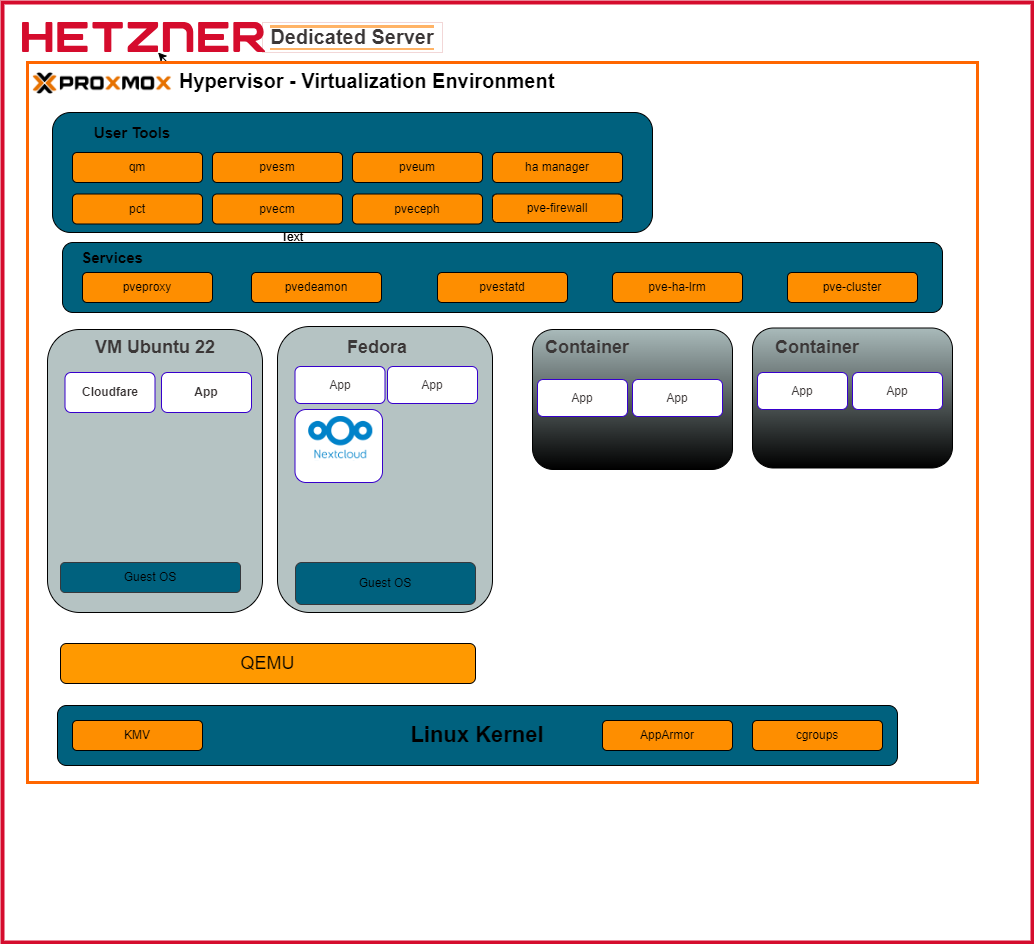 HETZNER Dedicated Server
PROXMOX Hypervisor - Virtualization Environment
User Tools
qm pvesm pveum ha manager
pct pvecm pveceph pve-firewall
Text
Services
pveproxy pvedeamon pvestatd pve-ha-lrm pve-cluster
VM Ubuntu 22 Fedora Container Container
Cloudfare App App App App App App App
Nextcloud
Guest OS Guest OS
QEMU
KMV Linux Kernel AppArmor cgroups